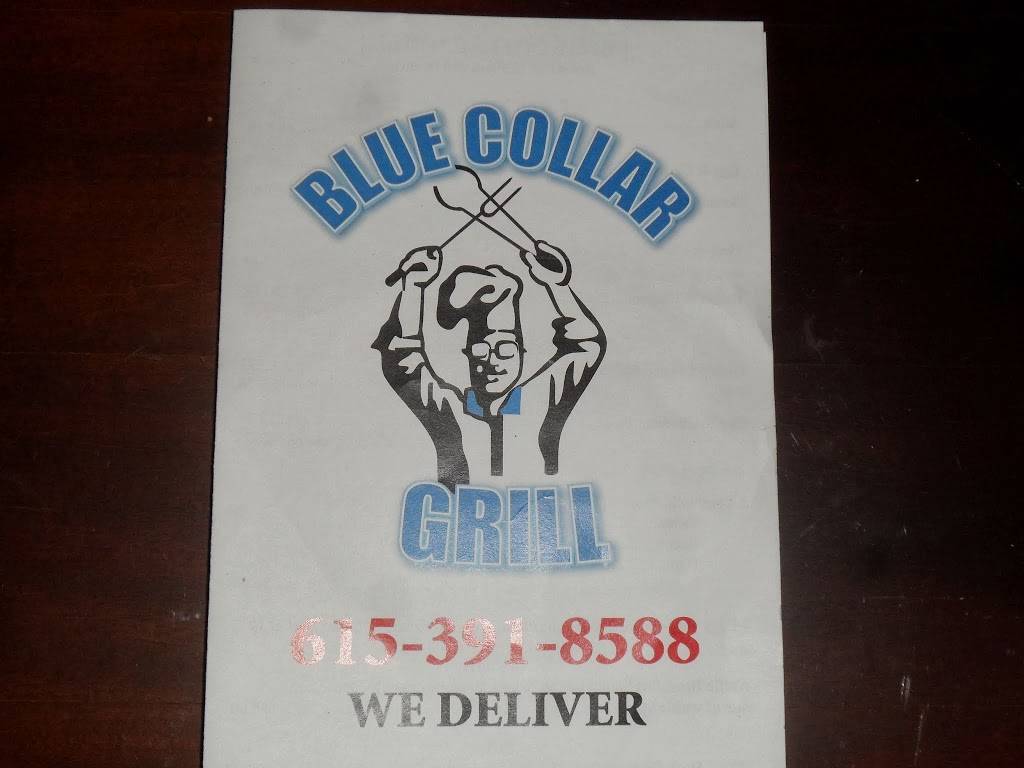 BLUE COLLAR
GRILL
615-391-8588
WE DELIVER